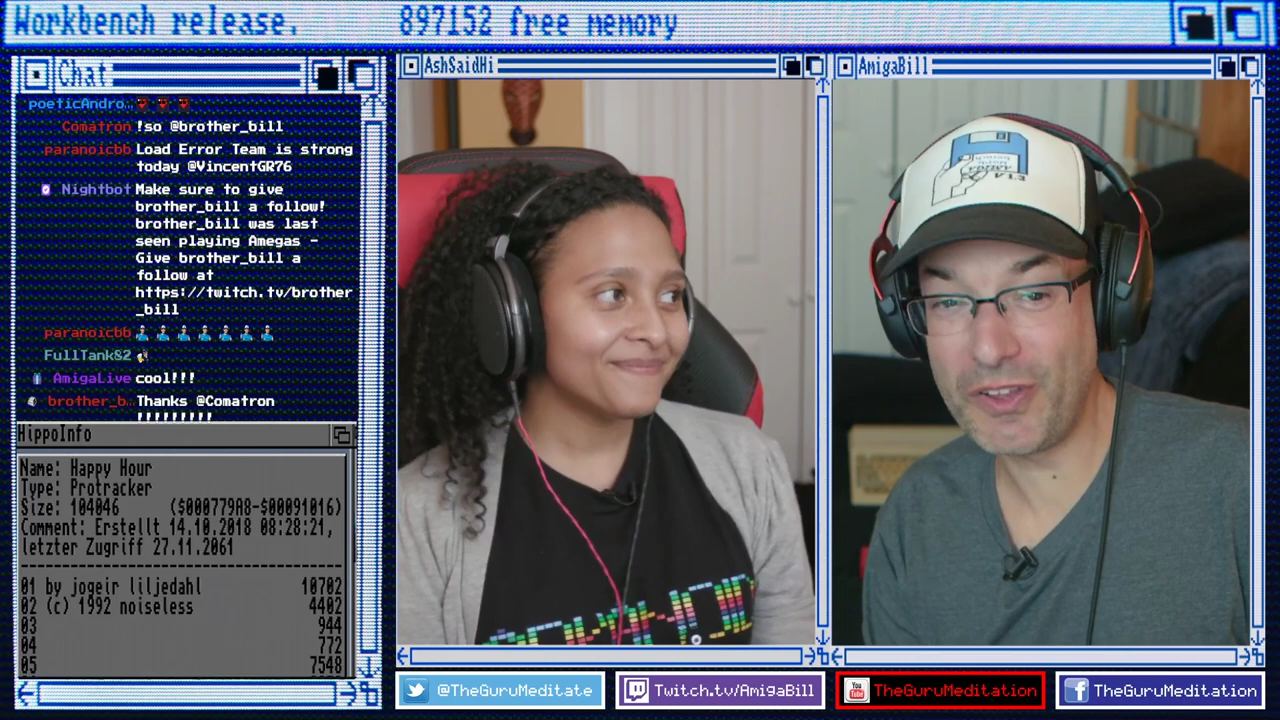 Workbench release. 897152 free memory
Chat
poeticAndro..
Comatron !so @brother_bill
paranoicbb Load Error Team is strong
today @VincentGR76
Nightbot Make sure to give
brother_bill a follow!
brother_bill was last
seen playing Amegas -
Give brother_bill a
follow at
https://twitch.tv/brother
_bill
paranoicbb
FullTank82
AmigaLive cool!!!
brother_b.. Thanks @Comatron
!!!!!!!!!
HippoInfo
Name: Happy Hour
Type: Protracker
Size: 104046 ($000779A8-$00091016)
Comment: Erstellt 14.10.2018 08:28:21,
letzter Zugriff 27.11.2061
01 by jogeir liljedahl 10702
02 (c) 1992 noiseless 4402
03 944
04 772
05 7548
AshSaidHi
AmigaBill
@TheGuruMeditate
Twitch.tv/AmigaBill
You
Tube
TheGuruMeditation
TheGuruMeditation